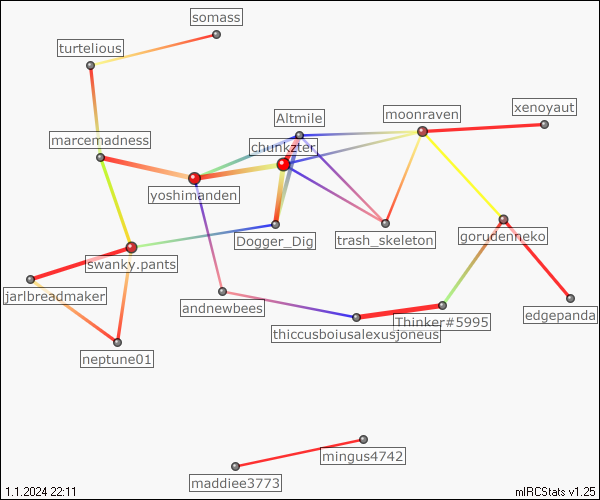 somass
turtelious
Altmile
moonraven
xenoyaut
marcemadness
chunkzter
yoshimanden
Dogger_Dig
trash_skeleton
gorudenneko
swanky.pants
jarlbreadmaker
andnewbees
Thinker#5995
edgepanda
thiccusboiusalexusjoneus
neptune01
mingus4742
maddiee3773
1.1.2024 22:11
mIRCStats v1.25